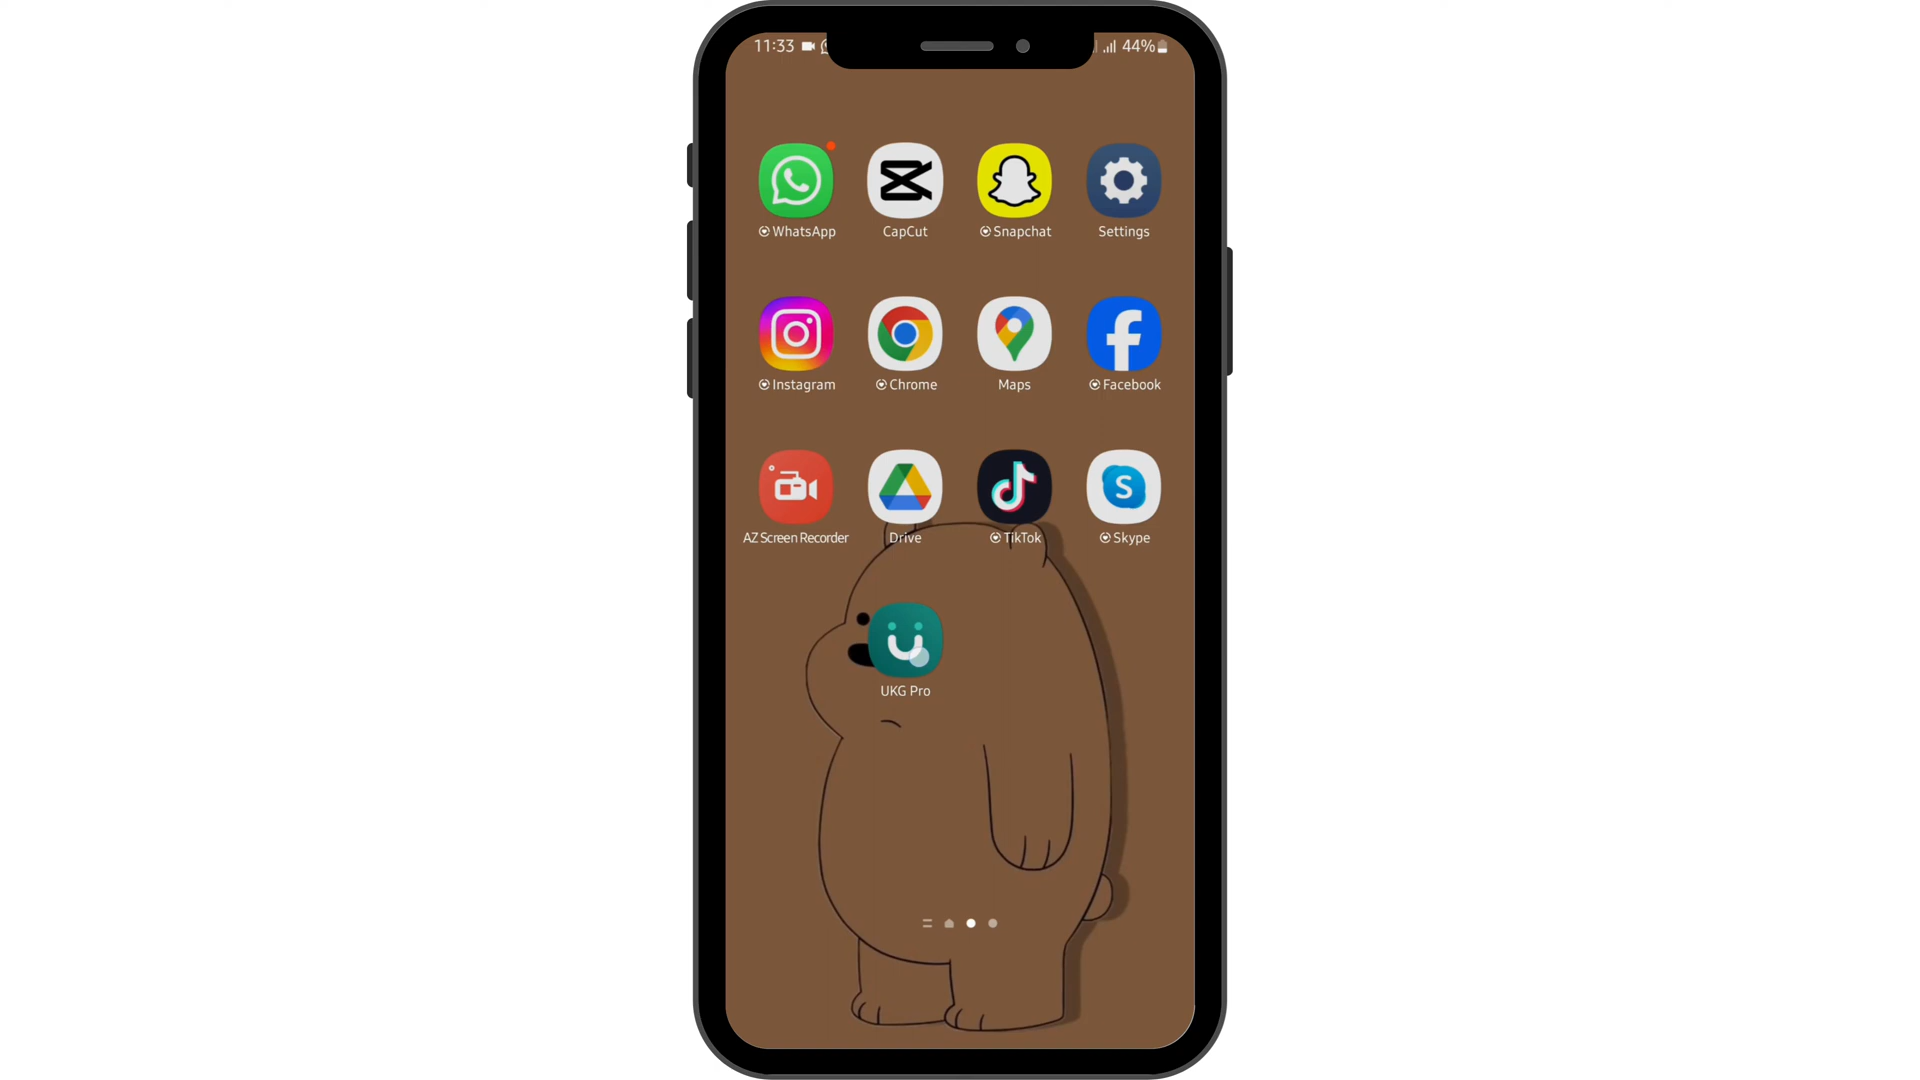 11:33 44%
WhatsApp CapCut Snapchat Settings
Instagram Chrome Maps Facebook
AZ Screen Recorder Drive TikTok Skype
UKG Pro